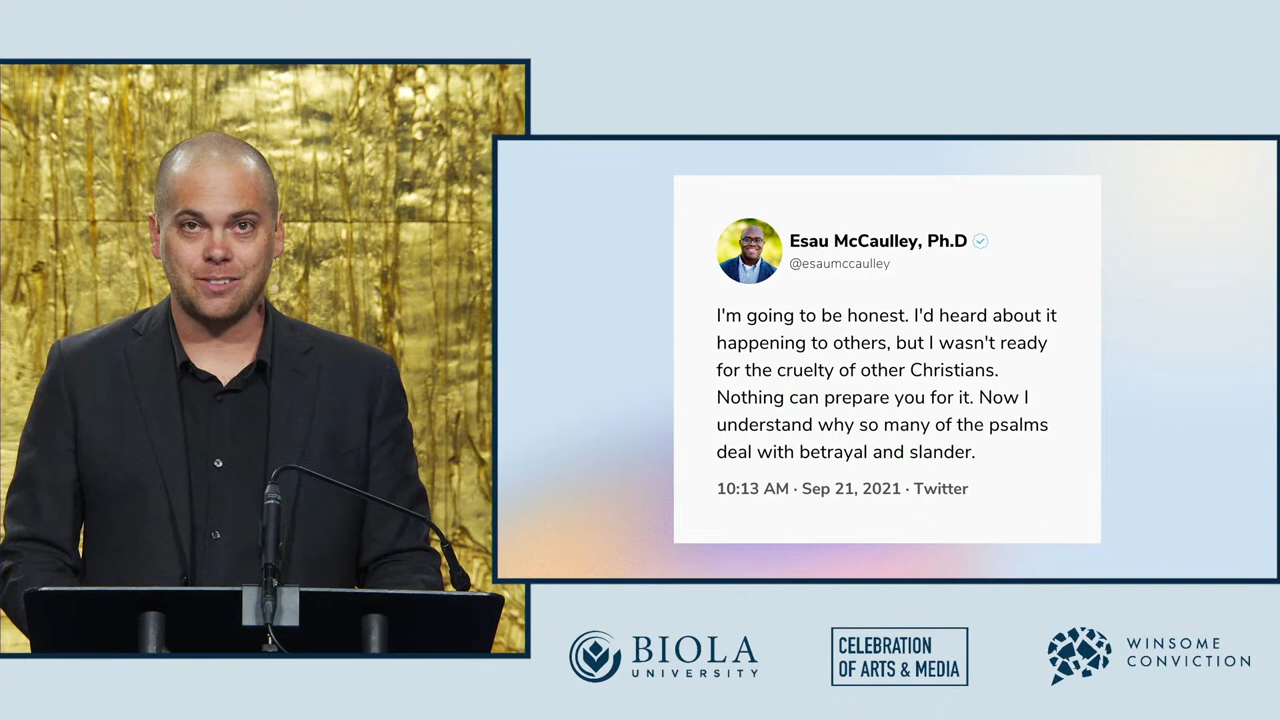 Esau McCaulley, Ph.D
@esaumccaulley
I'm going to be honest. I'd heard about it
happening to others, but I wasn't ready
for the cruelty of other Christians.
Nothing can prepare you for it. Now I
understand why so many of the psalms
deal with betrayal and slander.
10:13 AM · Sep 21, 2021 · Twitter
BIOLA
UNIVERSITY
CELEBRATION
OF ARTS & MEDIA
WINSOME
CONVICTION